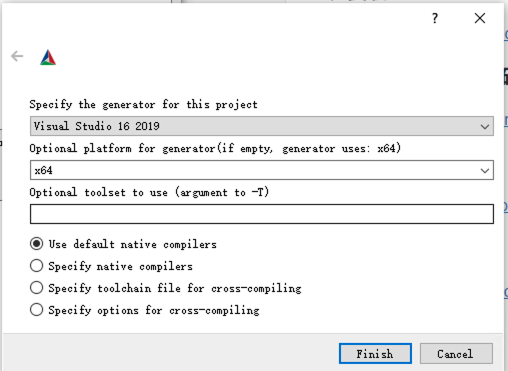 ?
Specify the generator for this project
Visual Studio 16 2019
Optional platform for generator(if empty, generator uses: x64)
x64
Optional toolset to use (argument to -T)
Use default native compilers
Specify native compilers
Specify toolchain file for cross-compiling
Specify options for cross-compiling
Finish
Cancel